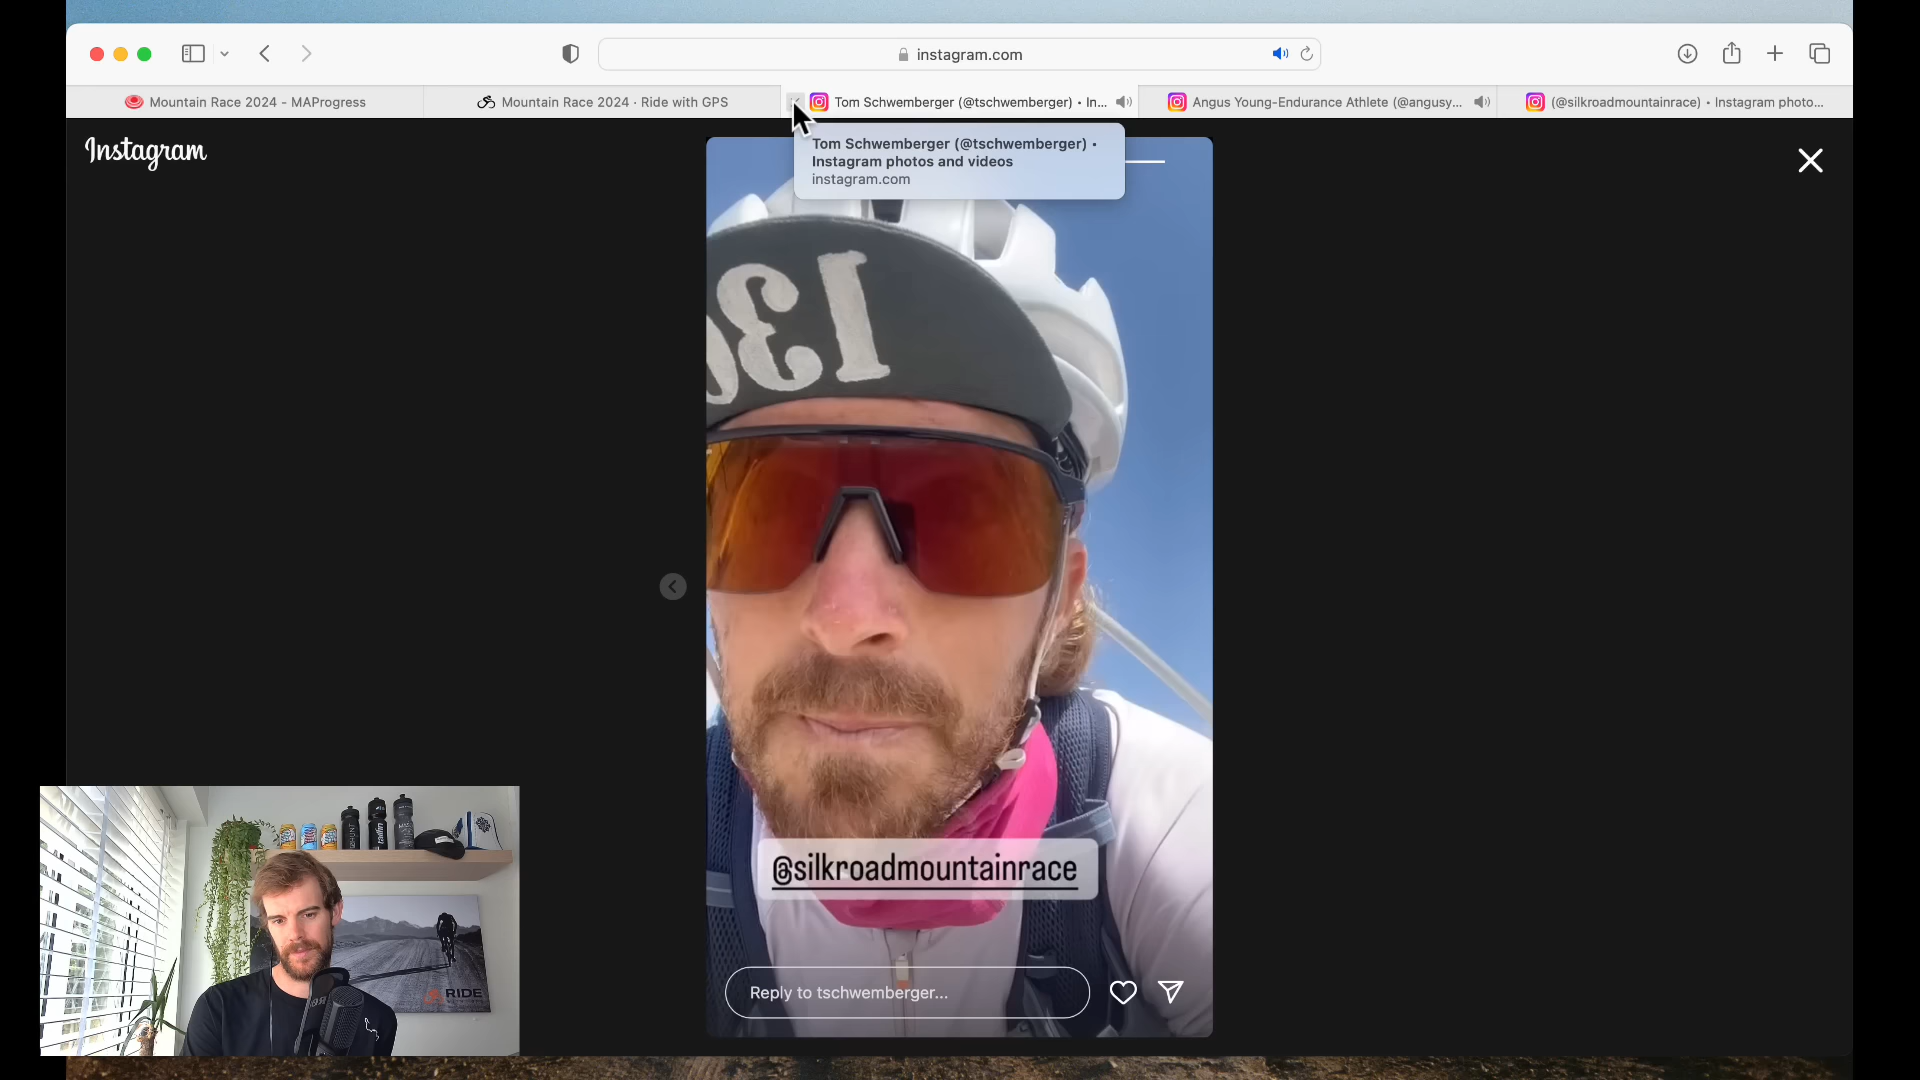 instagram.com
Mountain Race 2024 - MAProgress
Mountain Race 2024 · Ride with GPS
Tom Schwemberger (@tschwemberger) • In...
Angus Young-Endurance Athlete (@angusy...
(@silkroadmountainrace) • Instagram photo...
Instagram
Tom Schwemberger (@tschwemberger) •
Instagram photos and videos
instagram.com
@silkroadmountainrace
Reply to tschwemberger...
RIDE